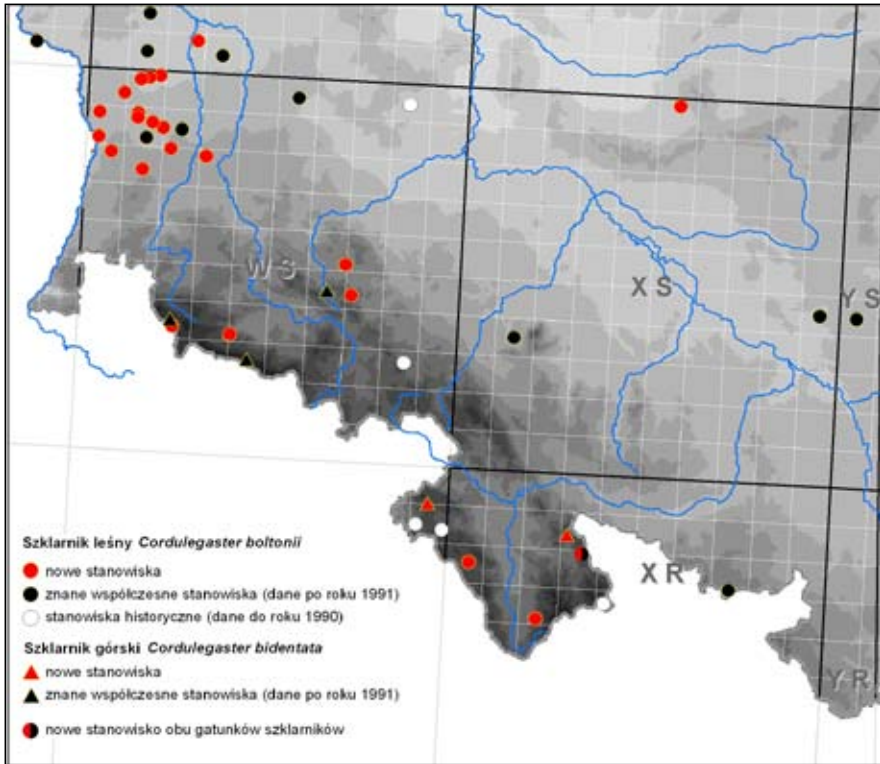 W S
X S
Y S
X R
Y R
Szklarnik leśny Cordulegaster boltonii
nowe stanowiska
znane współczesne stanowiska (dane po roku 1991)
stanowiska historyczne (dane do roku 1990)
Szklarnik górski Cordulegaster bidentata
nowe stanowiska
znane współczesne stanowiska (dane po roku 1991)
nowe stanowisko obu gatunków szklarników